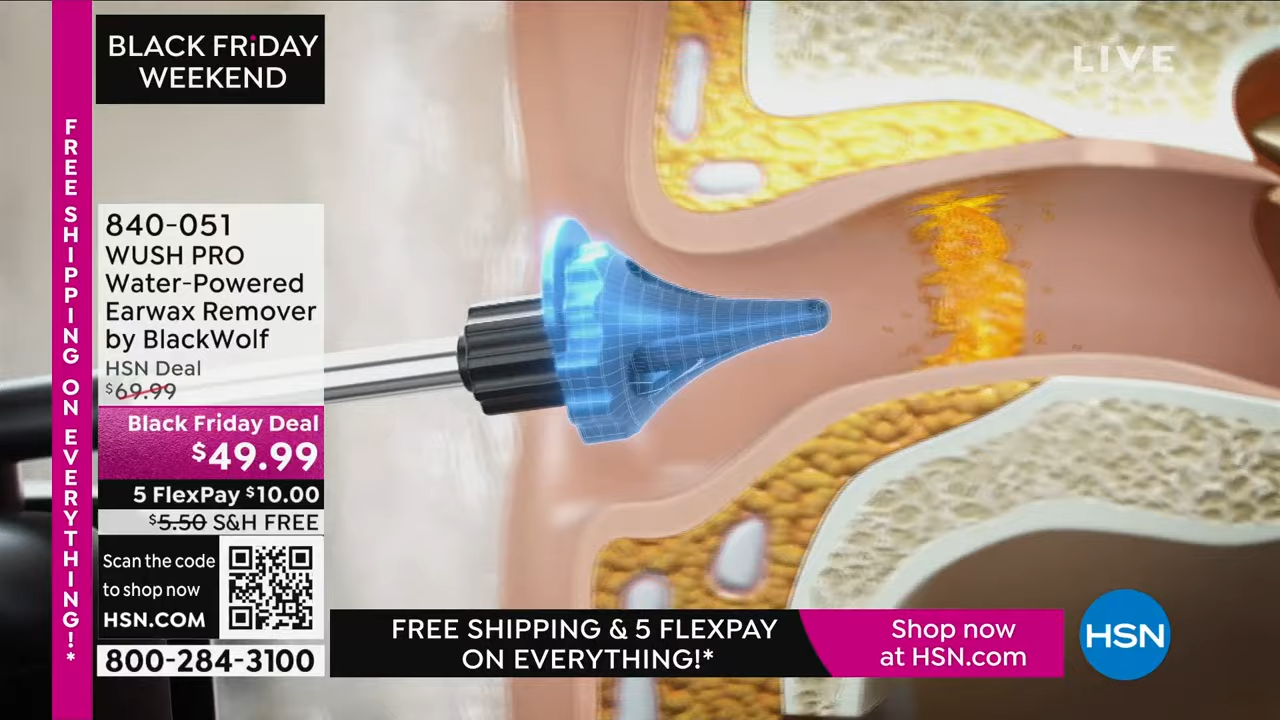 BLACK FRiDAY
WEEKEND
LIVE
FREE SHIPPING ON EVERYTHING!*
840-051
WUSH PRO
Water-Powered
Earwax Remover
by BlackWolf
HSN Deal
$69.99
Black Friday Deal
$49.99
5 FlexPay $10.00
$5.50 S&H FREE
Scan the code
to shop now
HSN.COM
800-284-3100
FREE SHIPPING & 5 FLEXPAY
ON EVERYTHING!*
Shop now
at HSN.com
HSN